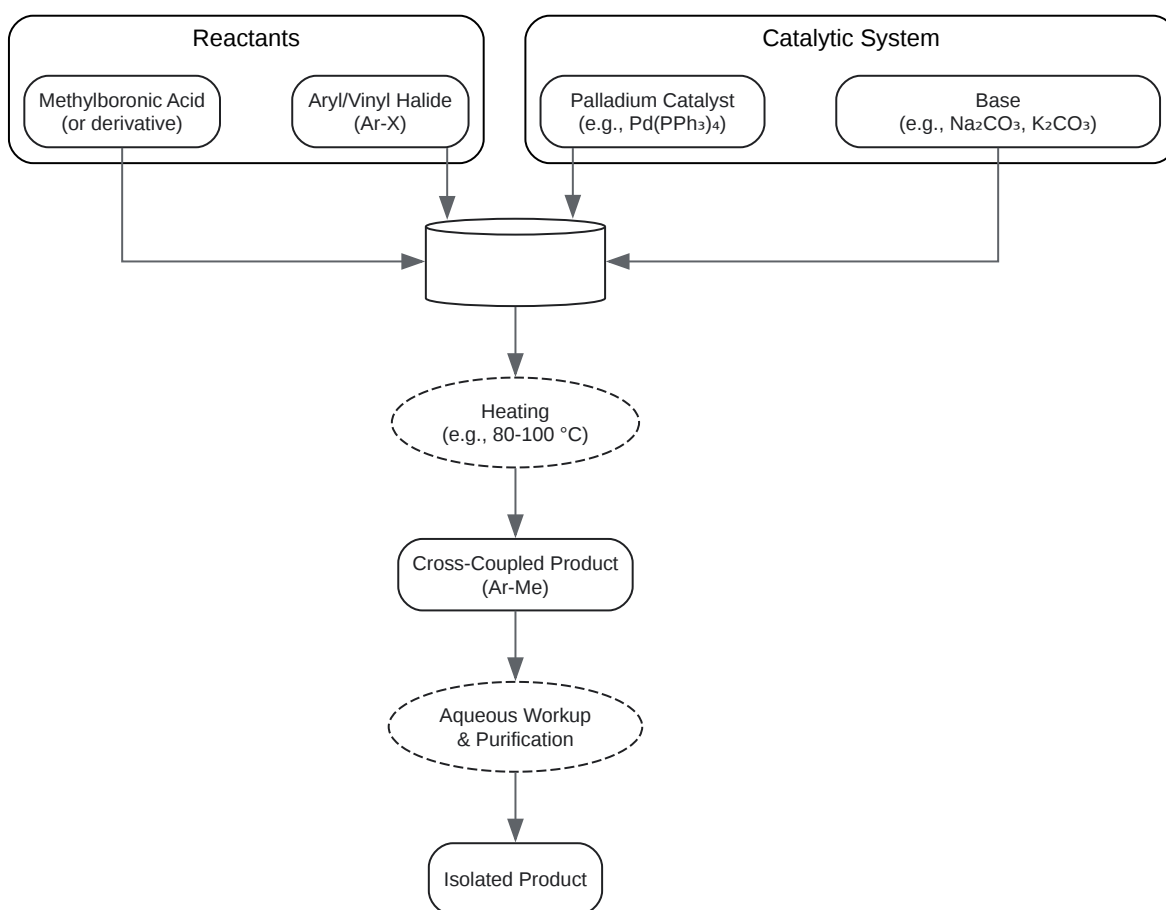 Reactants
Catalytic System
Methylboronic Acid
(or derivative)
Aryl/Vinyl Halide
(Ar-X)
Palladium Catalyst
(e.g., Pd(PPh₃)₄)
Base
(e.g., Na₂CO₃, K₂CO₃)
Heating
(e.g., 80-100 °C)
Cross-Coupled Product
(Ar-Me)
Aqueous Workup
& Purification
Isolated Product